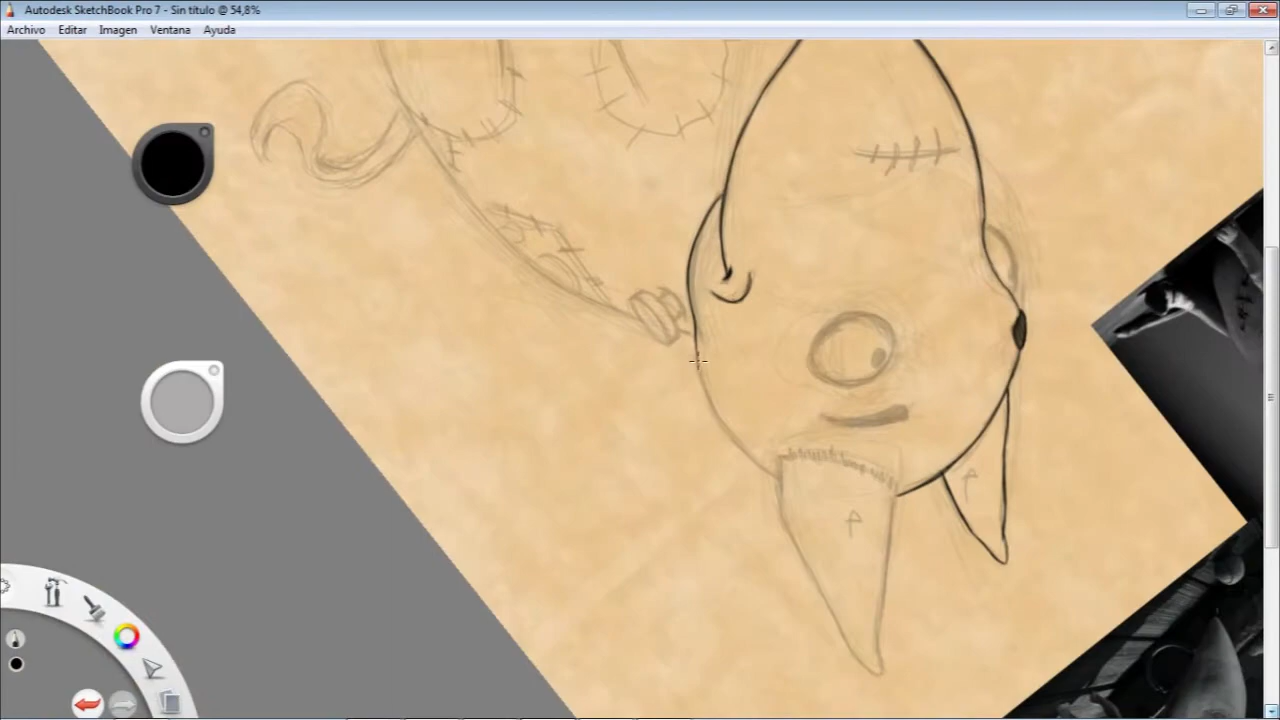 Autodesk SketchBook Pro 7 - Sin título @ 54,8%
Archivo Editar Imagen Ventana Ayuda